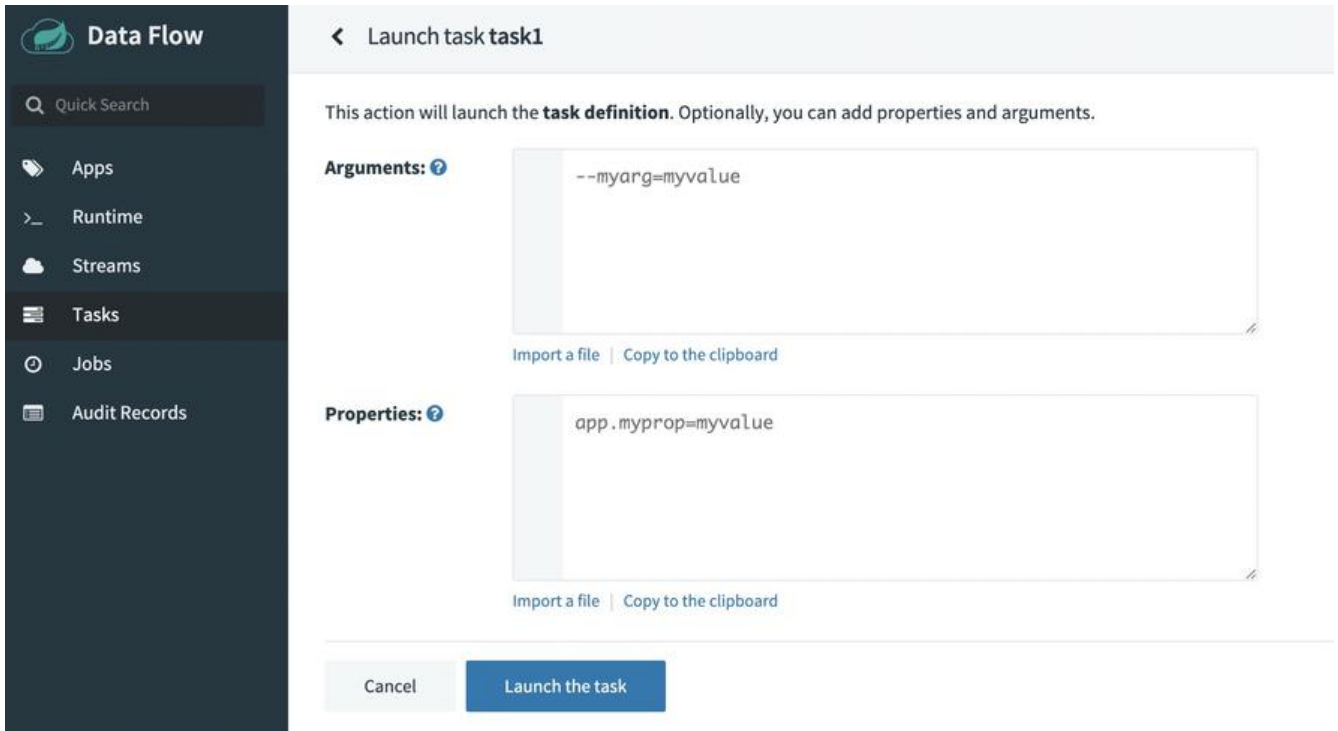 Data Flow
Quick Search
Apps
>_ Runtime
Streams
Tasks
Jobs
Audit Records
Launch task task1
This action will launch the task definition. Optionally, you can add properties and arguments.
Arguments: ?
--myarg=myvalue
Import a file | Copy to the clipboard
Properties: ?
app.myprop=myvalue
Import a file | Copy to the clipboard
Cancel
Launch the task